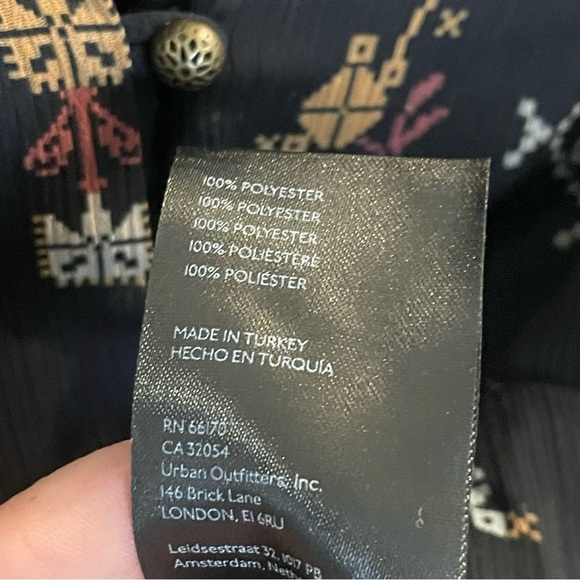 100% POLYESTER
100% POLYESTER
100% POLYESTER
100% POLIESTERE
100% POLIÉSTER
MADE IN TURKEY
HECHO EN TURQUÍA
RN 66170
CA 32054
Urban Outfitters, Inc.
146 Brick Lane
LONDON, E1 6RU
Leidsestraat 32, 1017 PB
Amsterdam,